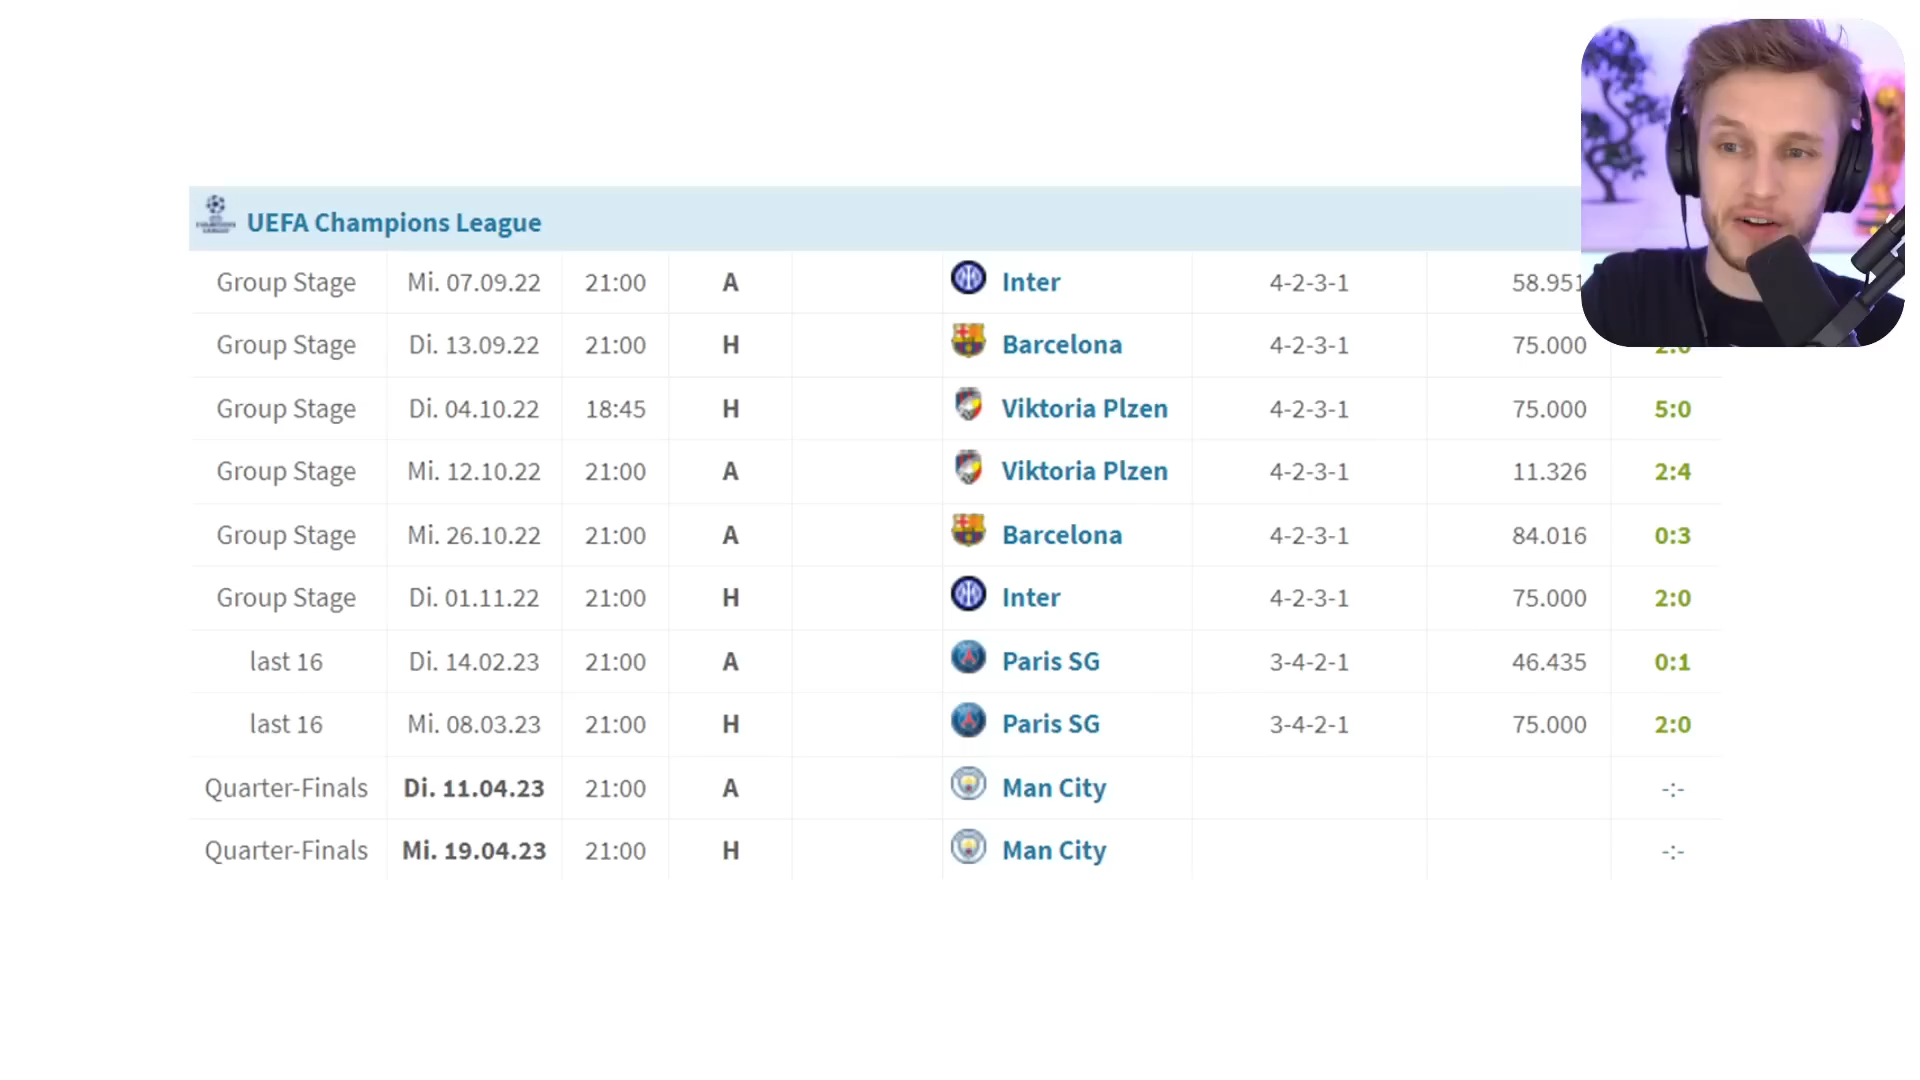 UEFA Champions League
Group Stage Mi. 07.09.22 21:00 A Inter 4-2-3-1
Group Stage Di. 13.09.22 21:00 H Barcelona 4-2-3-1 75.000
Group Stage Di. 04.10.22 18:45 H Viktoria Plzen 4-2-3-1 75.000 5:0
Group Stage Mi. 12.10.22 21:00 A Viktoria Plzen 4-2-3-1 11.326 2:4
Group Stage Mi. 26.10.22 21:00 A Barcelona 4-2-3-1 84.016 0:3
Group Stage Di. 01.11.22 21:00 H Inter 4-2-3-1 75.000 2:0
last 16 Di. 14.02.23 21:00 A Paris SG 3-4-2-1 46.435 0:1
last 16 Mi. 08.03.23 21:00 H Paris SG 3-4-2-1 75.000 2:0
Quarter-Finals Di. 11.04.23 21:00 A Man City -:-
Quarter-Finals Mi. 19.04.23 21:00 H Man City -:-